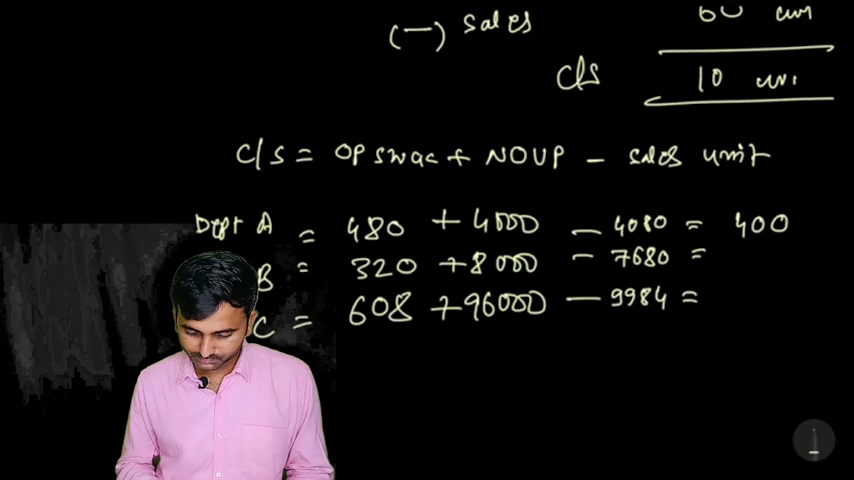 (-) Sales 60 uni
C/s 10 uni
C/S = OP Stock + NOUP - sales unit
Dept A = 480 + 4000 - 4080 = 400
B = 320 + 8000 - 7680 =
C = 608 + 96000 - 9984 =